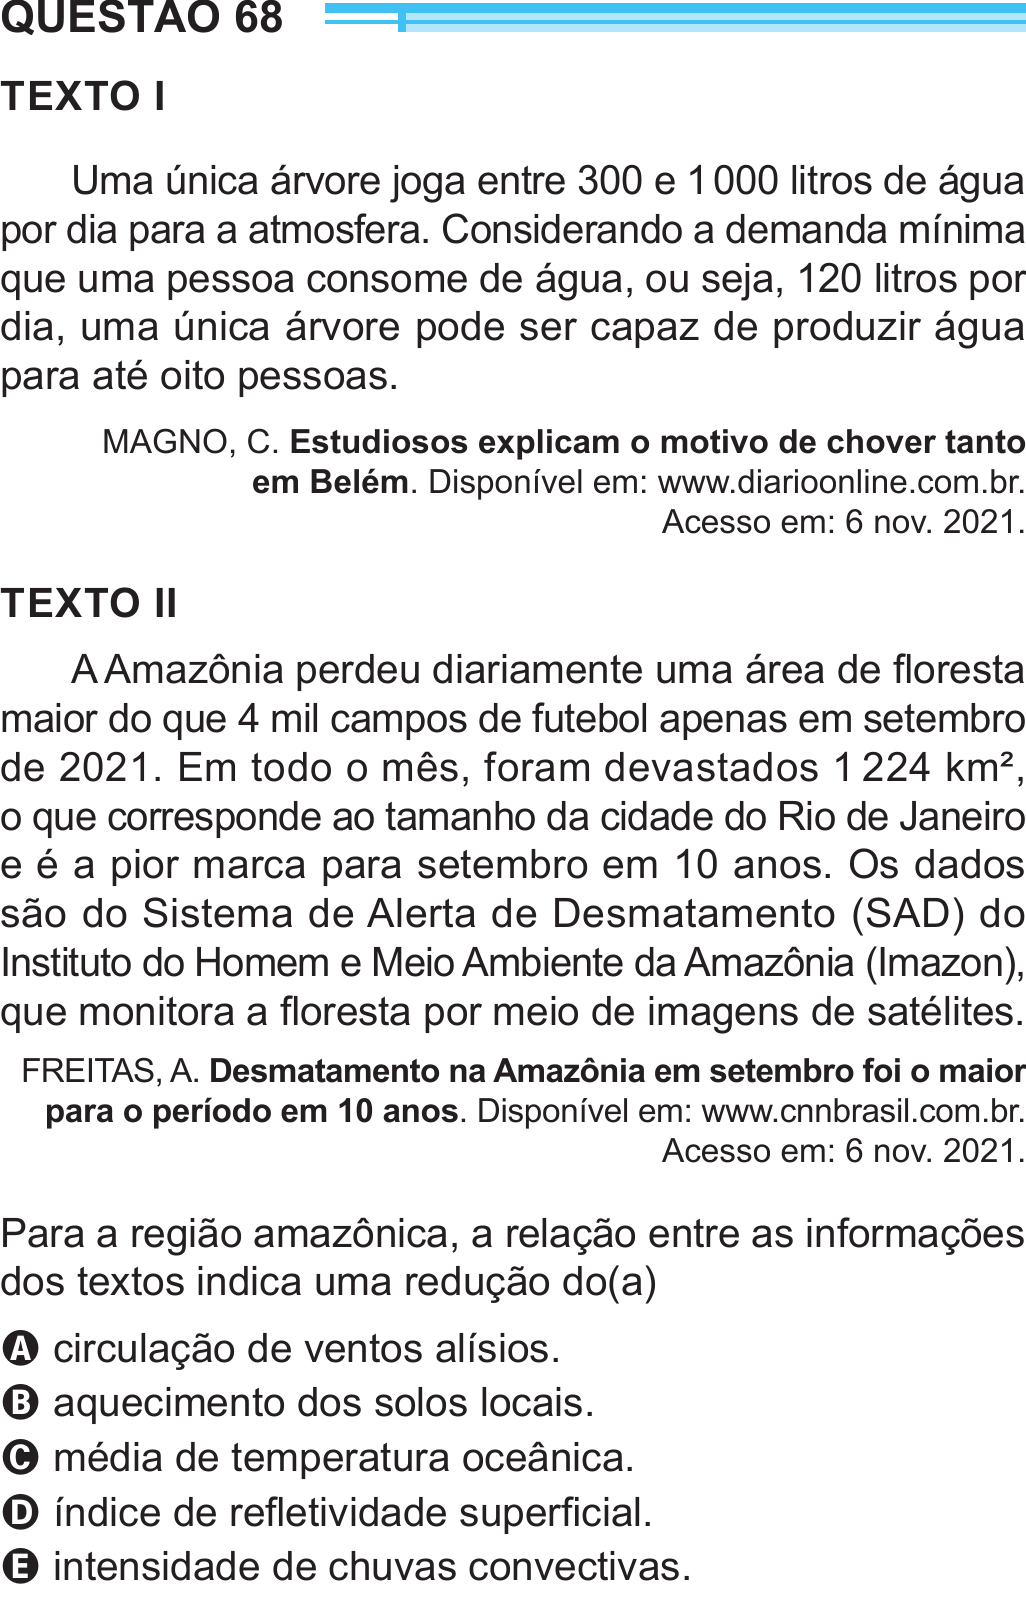 QUESTÃO 68
TEXTO I
Uma única árvore joga entre 300 e 1 000 litros de água
por dia para a atmosfera. Considerando a demanda mínima
que uma pessoa consome de água, ou seja, 120 litros por
dia, uma única árvore pode ser capaz de produzir água
para até oito pessoas.
MAGNO, C. Estudiosos explicam o motivo de chover tanto
em Belém. Disponível em: www.diarioonline.com.br.
Acesso em: 6 nov. 2021.
TEXTO II
A Amazônia perdeu diariamente uma área de floresta
maior do que 4 mil campos de futebol apenas em setembro
de 2021. Em todo o mês, foram devastados 1 224 km²,
o que corresponde ao tamanho da cidade do Rio de Janeiro
e é a pior marca para setembro em 10 anos. Os dados
são do Sistema de Alerta de Desmatamento (SAD) do
Instituto do Homem e Meio Ambiente da Amazônia (Imazon),
que monitora a floresta por meio de imagens de satélites.
FREITAS, A. Desmatamento na Amazônia em setembro foi o maior
para o período em 10 anos. Disponível em: www.cnnbrasil.com.br.
Acesso em: 6 nov. 2021.
Para a região amazônica, a relação entre as informações
dos textos indica uma redução do(a)
A circulação de ventos alísios.
B aquecimento dos solos locais.
C média de temperatura oceânica.
D índice de refletividade superficial.
E intensidade de chuvas convectivas.